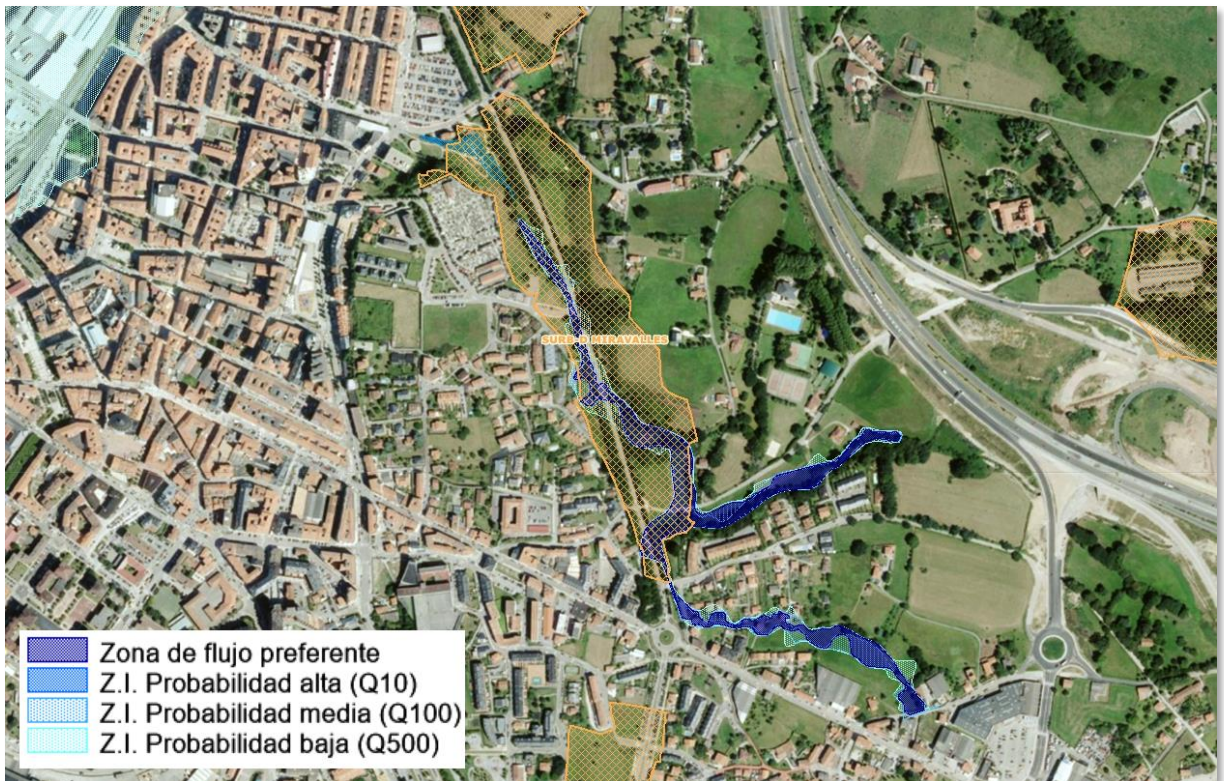 SURB-D MIRAVALLES
Zona de flujo preferente
Z.I. Probabilidad alta (Q10)
Z.I. Probabilidad media (Q100)
Z.I. Probabilidad baja (Q500)